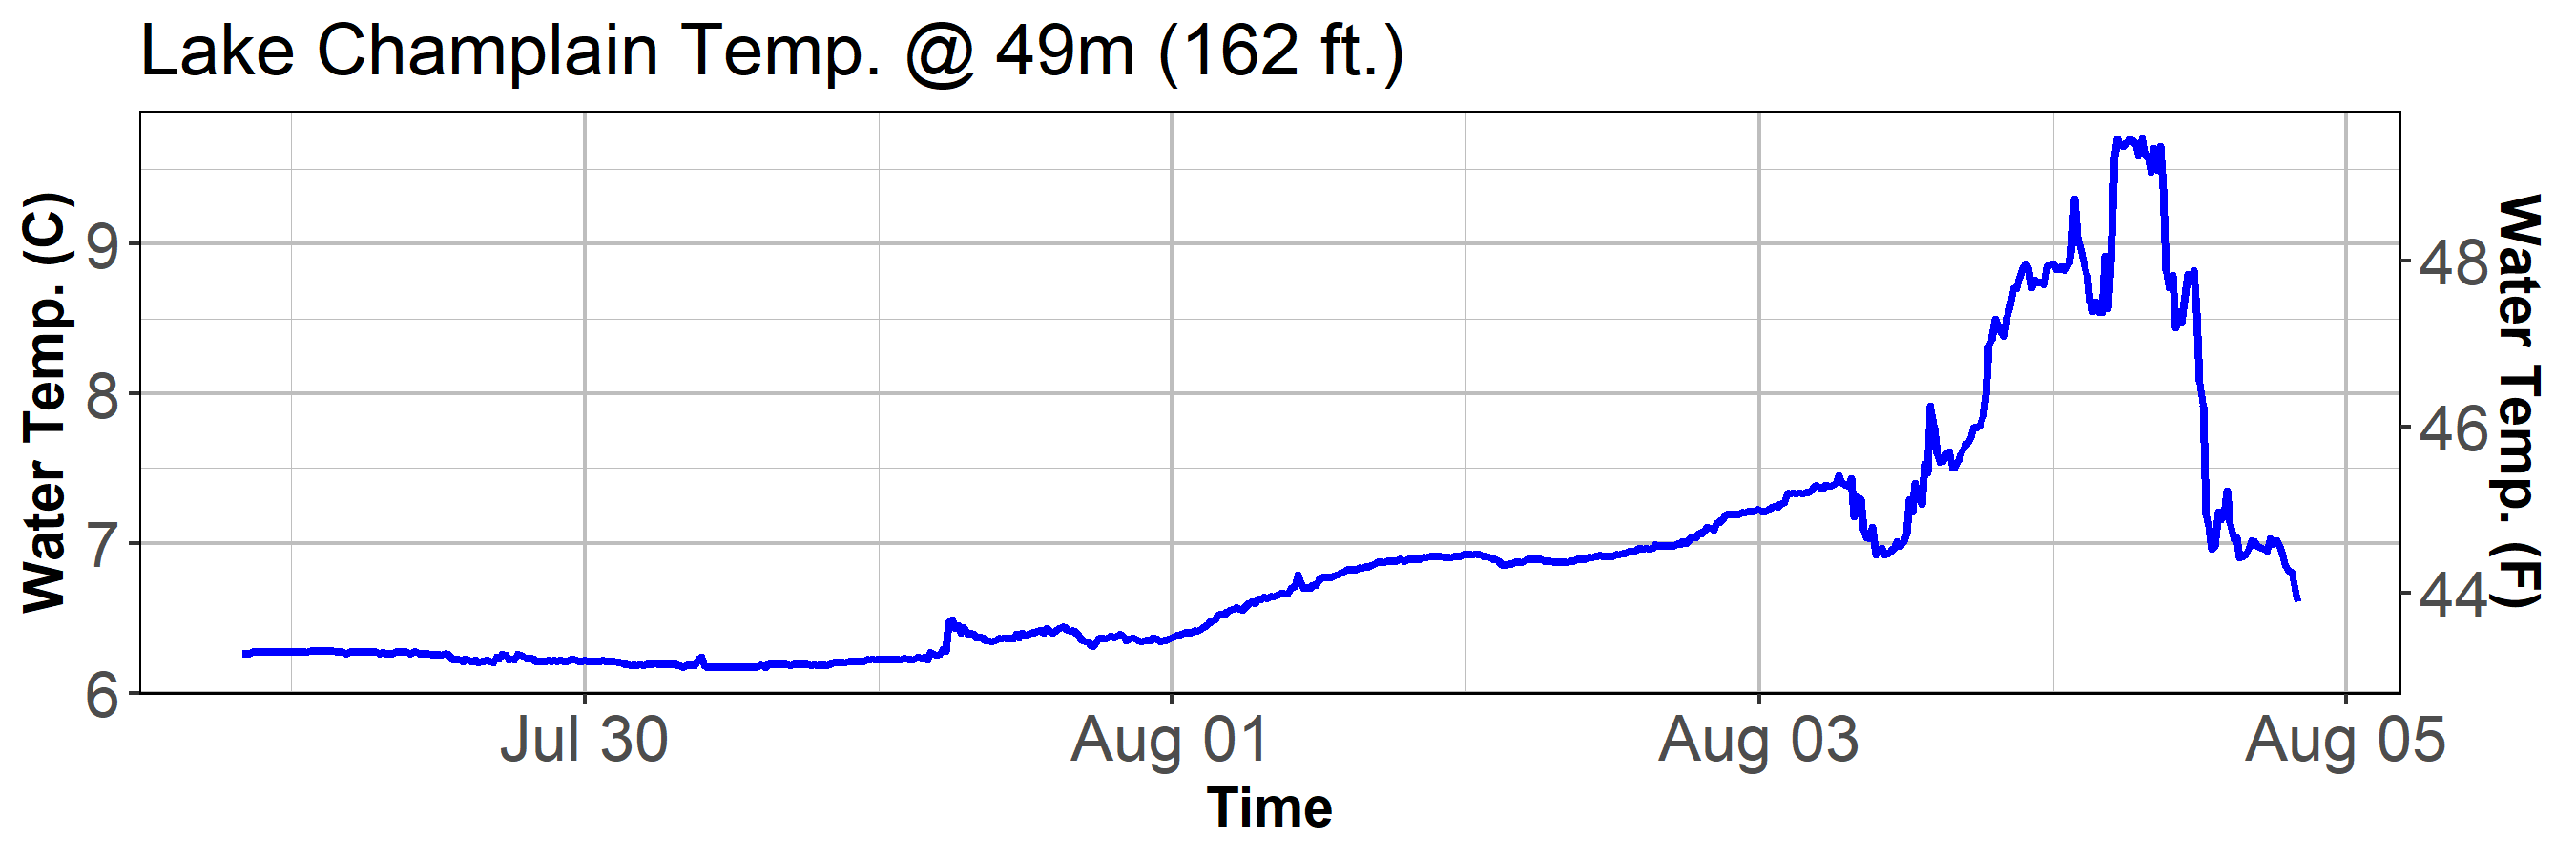 Lake Champlain Temp. @ 49m (162 ft.)
Water Temp. (C)
9
8
7
6
48
46
44
Water Temp. (F)
Jul 30
Aug 01
Aug 03
Aug 05
Time